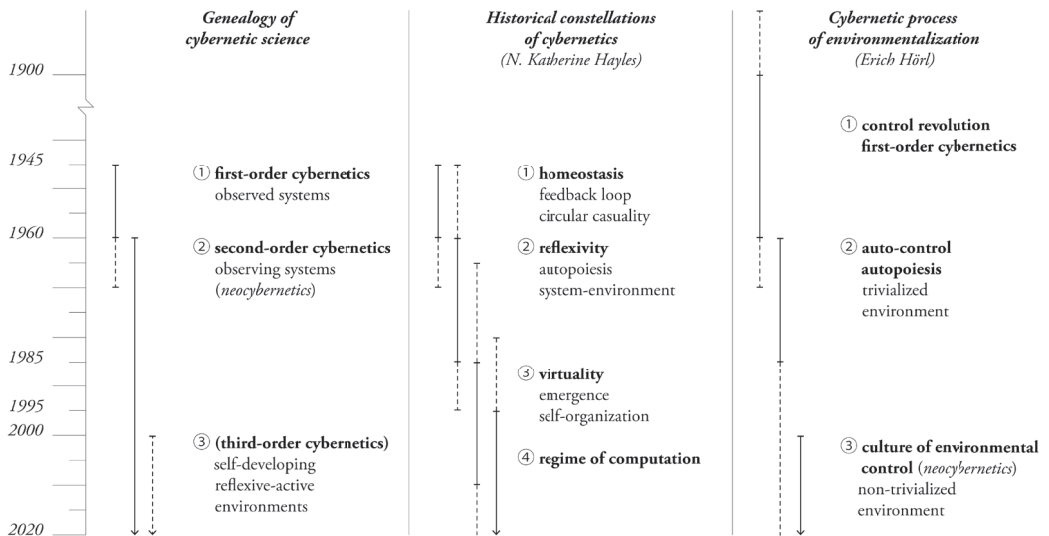 Genealogy of
cybernetic science
Historical constellations
of cybernetics
(N. Katherine Hayles)
Cybernetic process
of environmentalization
(Erich Hörl)
1900
1945
1960
1985
1995
2000
2020
① first-order cybernetics
observed systems
② second-order cybernetics
observing systems
(neocybernetics)
③ (third-order cybernetics)
self-developing
reflexive-active
environments
① homeostasis
feedback loop
circular casuality
② reflexivity
autopoiesis
system-environment
③ virtuality
emergence
self-organization
④ regime of computation
① control revolution
first-order cybernetics
② auto-control
autopoiesis
trivialized
environment
③ culture of environmental
control (neocybernetics)
non-trivialized
environment